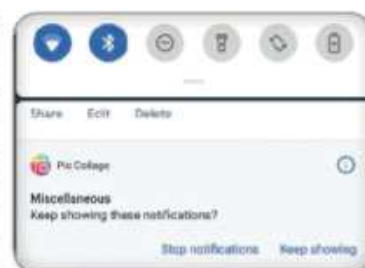 Share Edit Delete
Pic Collage
Miscellaneous
Keep showing these notifications?
Stop notifications Keep showing